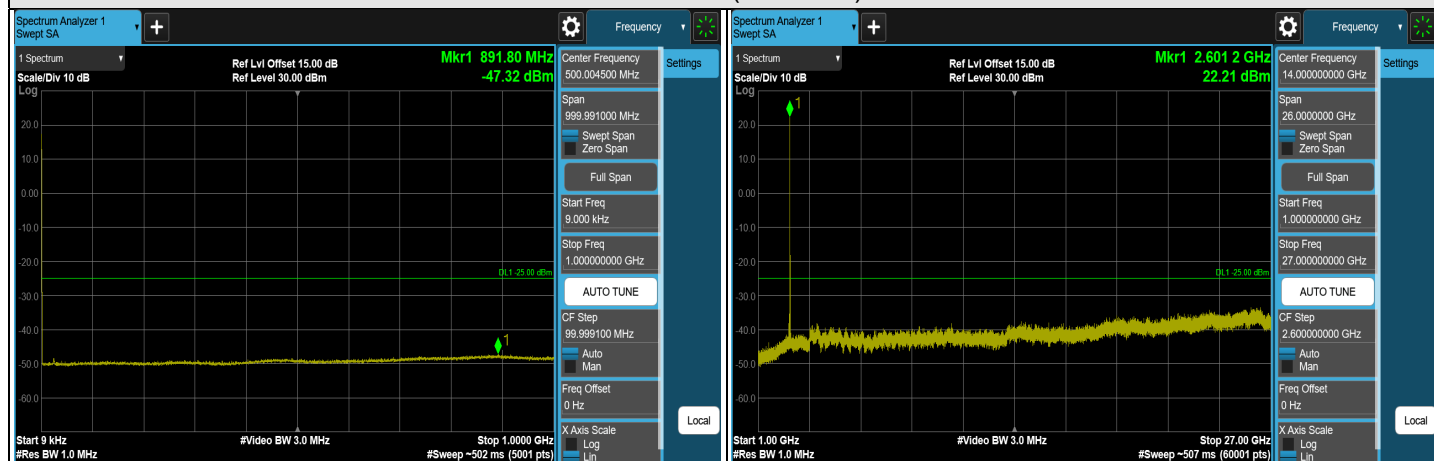 Spectrum Analyzer 1
Swept SA
+
Frequency
1 Spectrum
Scale/Div 10 dB
Log
Ref Lvl Offset 15.00 dB
Ref Level 30.00 dBm
Mkr1 891.80 MHz
-47.32 dBm
20.0
10.0
0.00
-10.0
-20.0
-30.0
-40.0
-50.0
-60.0
DL1 -25.00 dBm
1
Start 9 kHz
#Res BW 1.0 MHz
#Video BW 3.0 MHz
Stop 1.0000 GHz
#Sweep ~502 ms (5001 pts)
Center Frequency
500.004500 MHz
Span
999.991000 MHz
Swept Span
Zero Span
Full Span
Start Freq
9.000 kHz
Stop Freq
1.000000000 GHz
AUTO TUNE
CF Step
99.999100 MHz
Auto
Man
Freq Offset
0 Hz
X Axis Scale
Log
Lin
Settings
Local
Spectrum Analyzer 1
Swept SA
+
Frequency
1 Spectrum
Scale/Div 10 dB
Log
Ref Lvl Offset 15.00 dB
Ref Level 30.00 dBm
Mkr1 2.601 2 GHz
22.21 dBm
1
20.0
10.0
0.00
-10.0
-20.0
-30.0
-40.0
-50.0
-60.0
DL1 -25.00 dBm
Start 1.00 GHz
#Res BW 1.0 MHz
#Video BW 3.0 MHz
Stop 27.00 GHz
#Sweep ~507 ms (60001 pts)
Center Frequency
14.000000000 GHz
Span
26.0000000 GHz
Swept Span
Zero Span
Full Span
Start Freq
1.000000000 GHz
Stop Freq
27.000000000 GHz
AUTO TUNE
CF Step
2.600000000 GHz
Auto
Man
Freq Offset
0 Hz
X Axis Scale
Log
Lin
Settings
Local